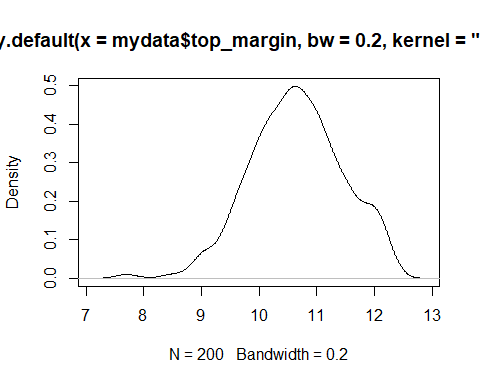 y.default(x = mydata$top_margin, bw = 0.2, kernel = "
Density
0.5
0.4
0.3
0.2
0.1
0.0
7 8 9 10 11 12 13
N = 200 Bandwidth = 0.2